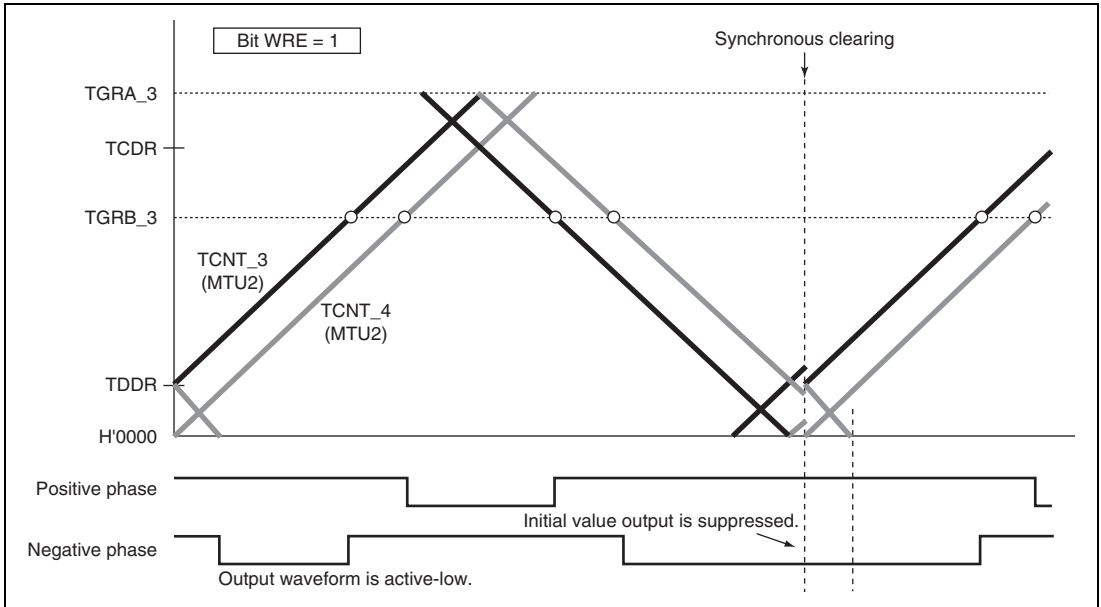 Bit WRE = 1
Synchronous clearing
TGRA_3
TCDR
TGRB_3
TCNT_3
(MTU2)
TCNT_4
(MTU2)
TDDR
H'0000
Positive phase
Initial value output is suppressed.
Negative phase
Output waveform is active-low.